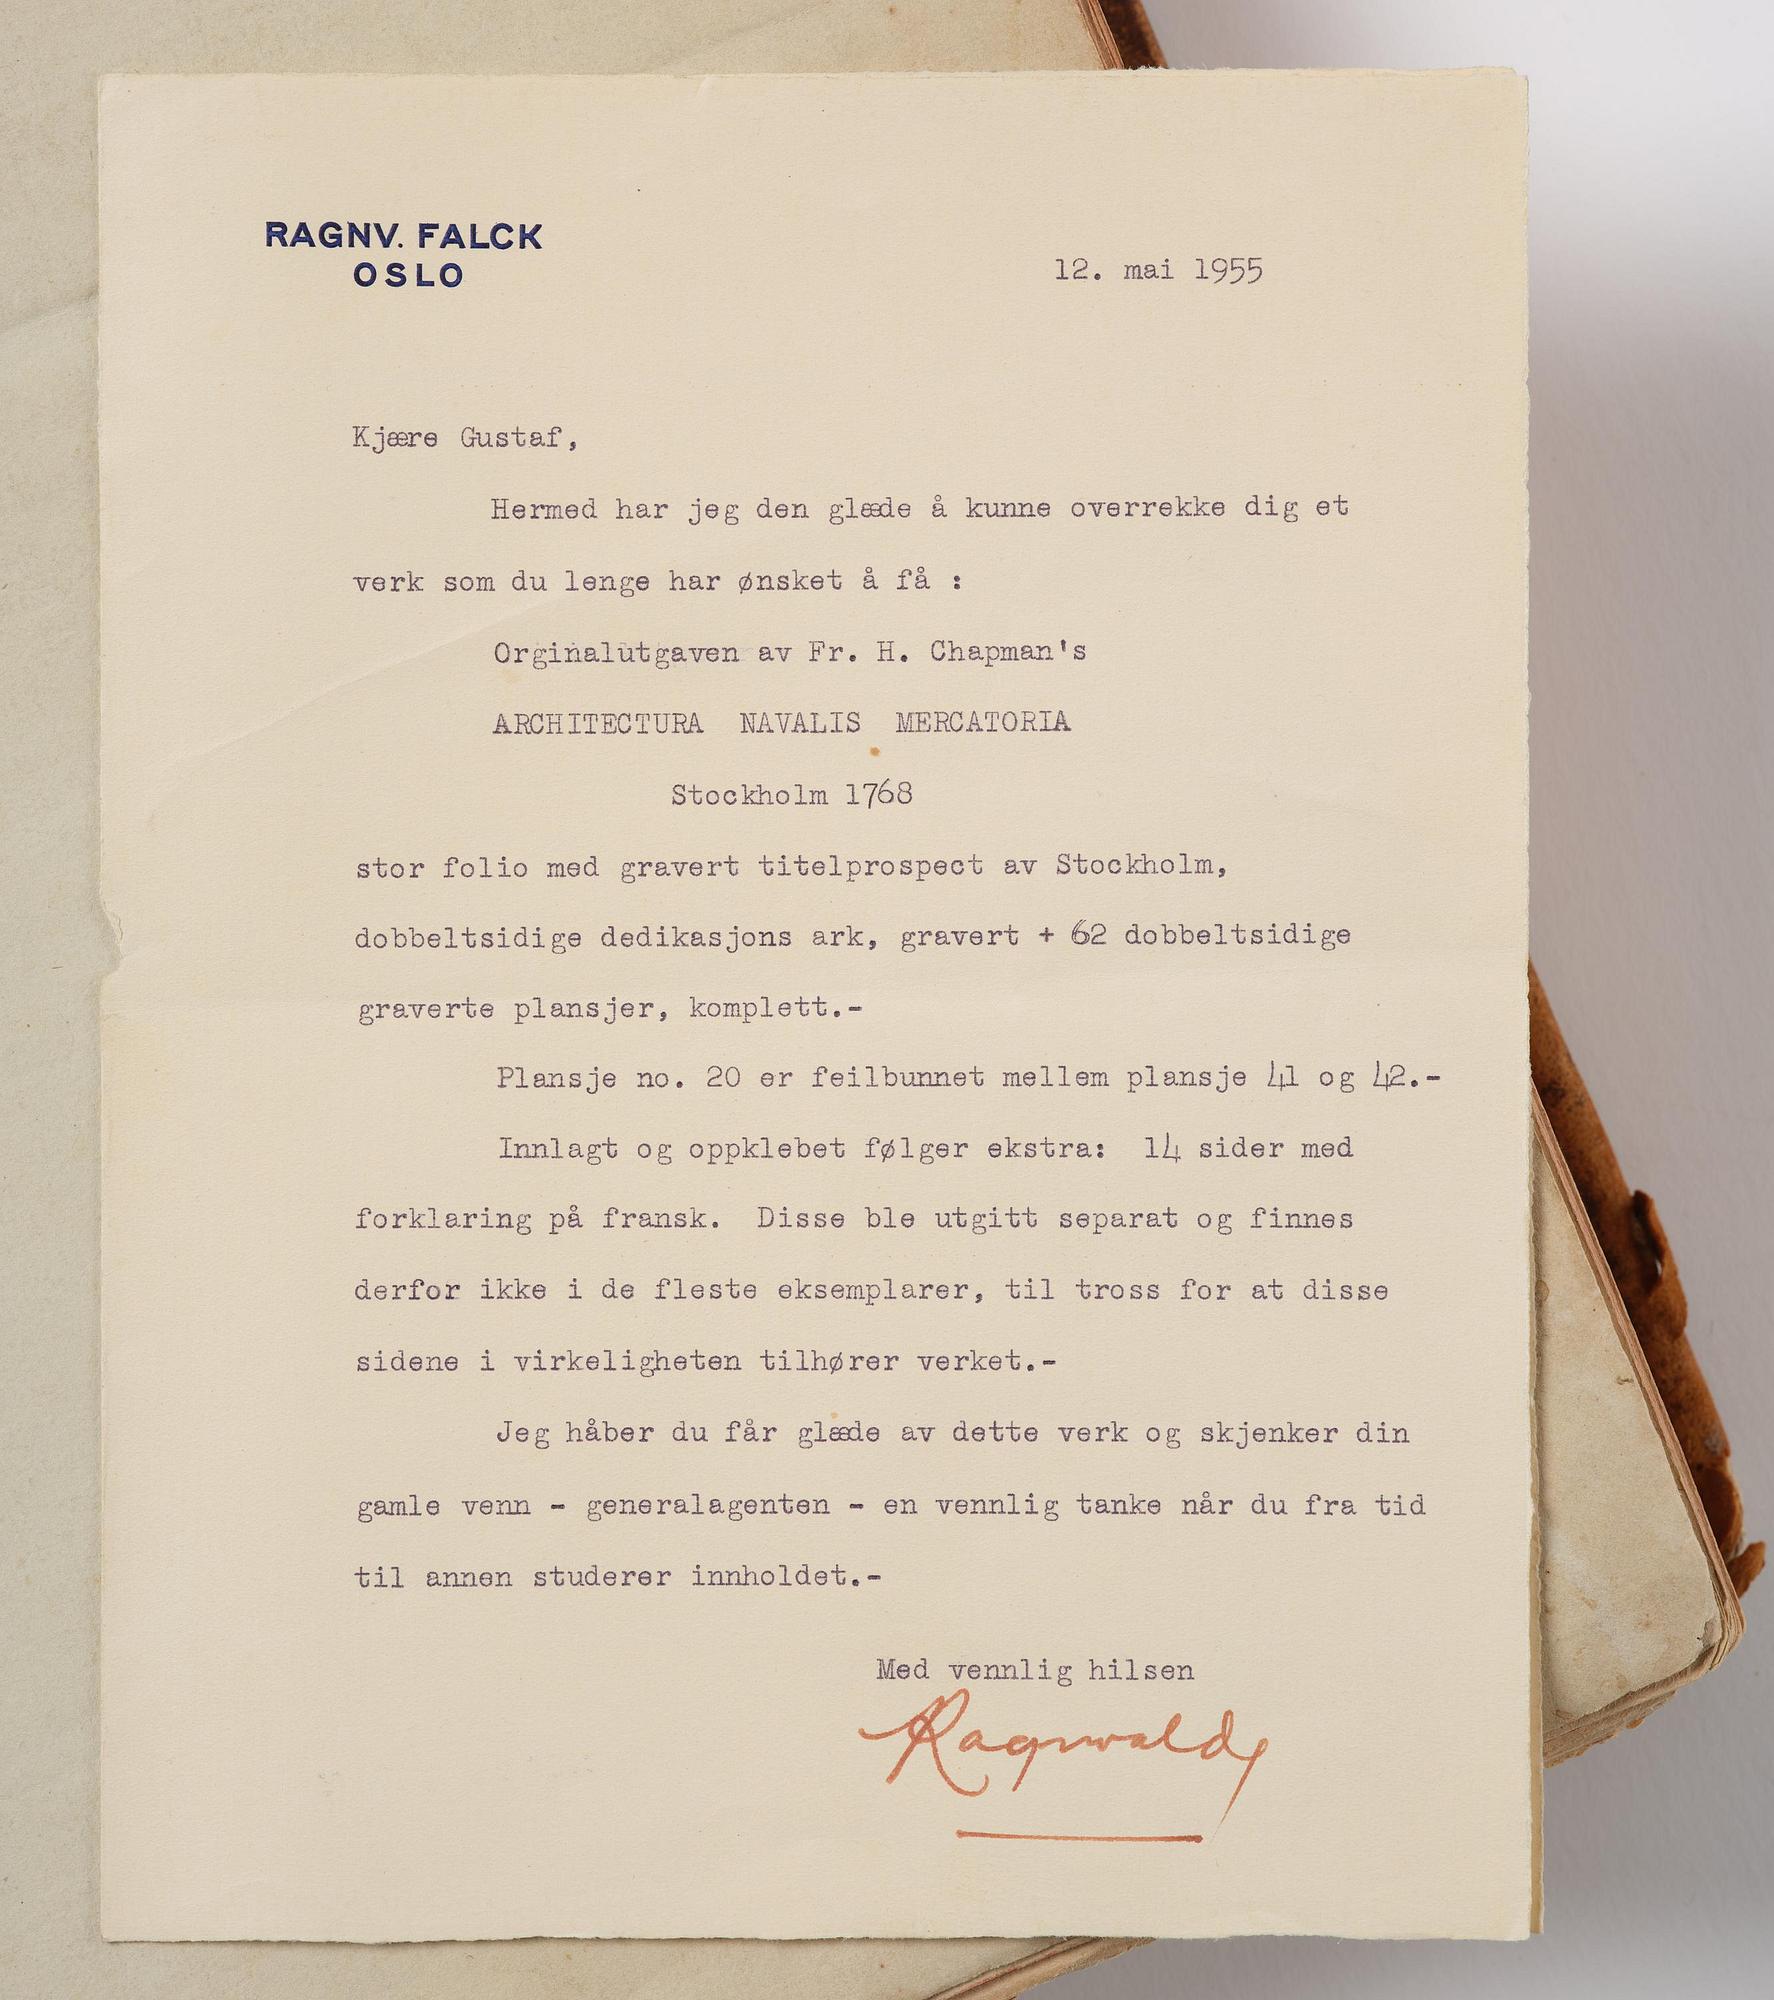 RAGNV. FALCK
OSLO
12. mai 1955
Kjære Gustaf,
Hermed har jeg den glæde å kunne overrekke dig et
verk som du lenge har ønsket å få :
Orginalutgaven av Fr. H. Chapman's
ARCHITECTURA NAVALIS MERCATORIA
Stockholm 1768
stor folio med gravert titelprospect av Stockholm,
dobbeltsidige dedikasjons ark, gravert + 62 dobbeltsidige
graverte plansjer, komplett.-
Plansje no. 20 er feilbunnet mellem plansje 41 og 42.-
Innlagt og oppklebet følger ekstra: 14 sider med
forklaring på fransk. Disse ble utgitt separat og finnes
derfor ikke i de fleste eksemplarer, til tross for at disse
sidene i virkeligheten tilhører verket.-
Jeg håber du får glæde av dette verk og skjenker din
gamle venn - generalagenten - en vennlig tanke når du fra tid
til annen studerer innholdet.-
Med vennlig hilsen
Ragnvald